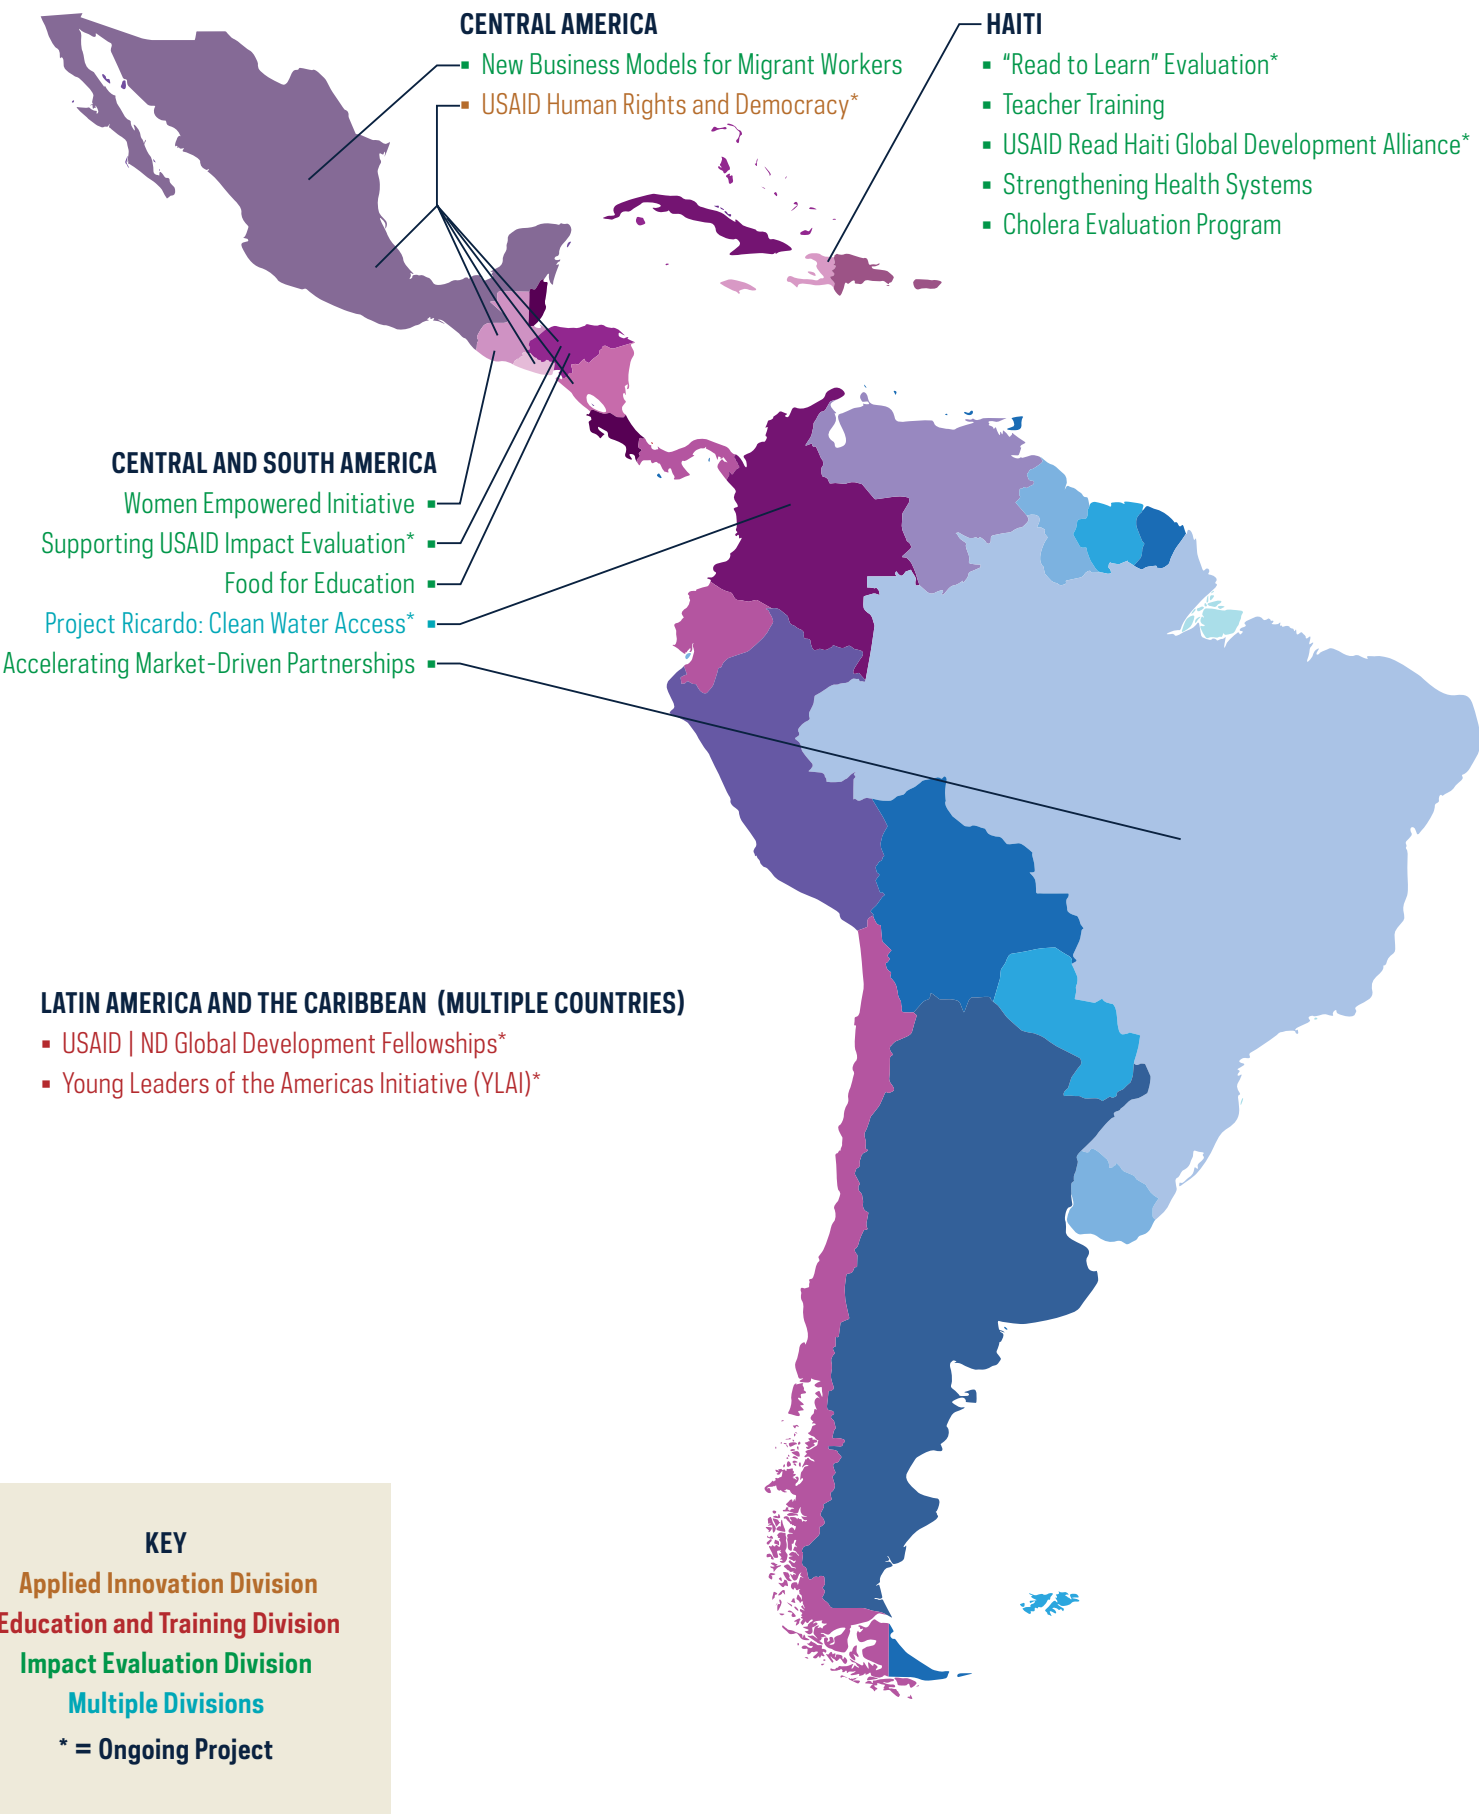 CENTRAL AMERICA
▪ New Business Models for Migrant Workers
▪ USAID Human Rights and Democracy*
HAITI
▪ “Read to Learn” Evaluation*
▪ Teacher Training
▪ USAID Read Haiti Global Development Alliance*
▪ Strengthening Health Systems
▪ Cholera Evaluation Program
CENTRAL AND SOUTH AMERICA
Women Empowered Initiative ▪
Supporting USAID Impact Evaluation* ▪
Food for Education ▪
Project Ricardo: Clean Water Access* ▪
Accelerating Market-Driven Partnerships ▪
LATIN AMERICA AND THE CARIBBEAN (MULTIPLE COUNTRIES)
▪ USAID | ND Global Development Fellowships*
▪ Young Leaders of the Americas Initiative (YLAI)*
KEY
Applied Innovation Division
Education and Training Division
Impact Evaluation Division
Multiple Divisions
* = Ongoing Project